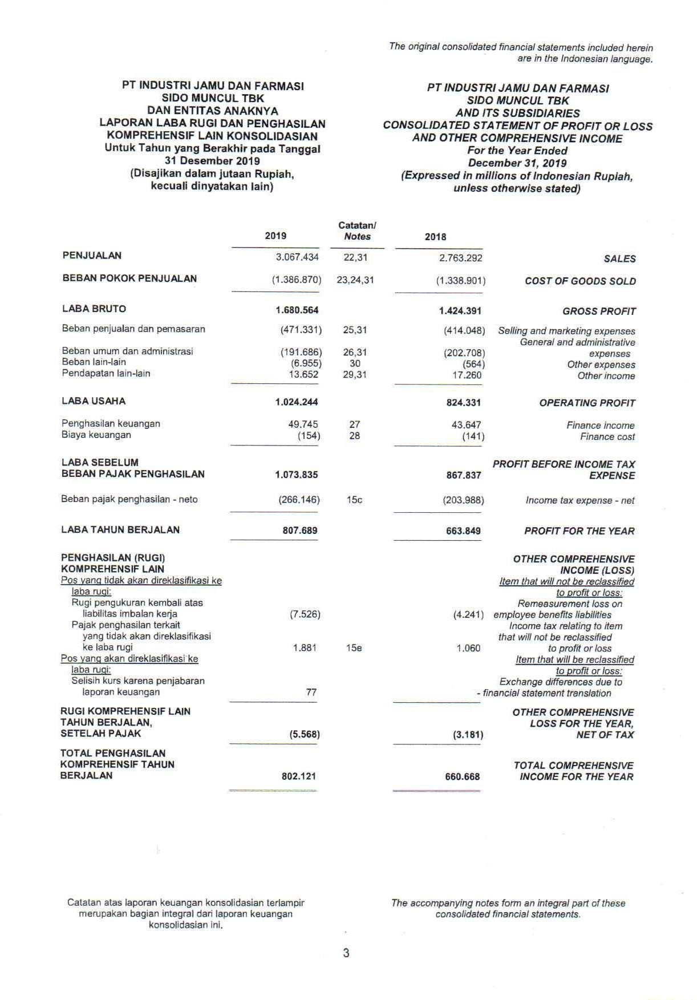 The original consolidated financial statements included herein
are in the Indonesian language.
PT INDUSTRI JAMU DAN FARMASI
SIDO MUNCUL TBK
DAN ENTITAS ANAKNYA
LAPORAN LABA RUGI DAN PENGHASILAN
KOMPREHENSIF LAIN KONSOLIDASIAN
Untuk Tahun yang Berakhir pada Tanggal
31 Desember 2019
(Disajikan dalam jutaan Rupiah,
kecuali dinyatakan lain)
PT INDUSTRI JAMU DAN FARMASI
SIDO MUNCUL TBK
AND ITS SUBSIDIARIES
CONSOLIDATED STATEMENT OF PROFIT OR LOSS
AND OTHER COMPREHENSIVE INCOME
For the Year Ended
December 31, 2019
(Expressed in millions of Indonesian Rupiah,
unless otherwise stated)
Catatan/
2019 Notes 2018
PENJUALAN 3.067.434 22,31 2.763.292 SALES
BEBAN POKOK PENJUALAN (1.386.870) 23,24,31 (1.338.901) COST OF GOODS SOLD
LABA BRUTO 1.680.564 1.424.391 GROSS PROFIT
Beban penjualan dan pemasaran (471.331) 25,31 (414.048) Selling and marketing expenses
General and administrative
Beban umum dan administrasi (191.686) 26,31 (202.708) expenses
Beban lain-lain (6.955) 30 (564) Other expenses
Pendapatan lain-lain 13.652 29,31 17.260 Other income
LABA USAHA 1.024.244 824.331 OPERATING PROFIT
Penghasilan keuangan 49.745 27 43.647 Finance income
Biaya keuangan (154) 28 (141) Finance cost
LABA SEBELUM PROFIT BEFORE INCOME TAX
BEBAN PAJAK PENGHASILAN 1.073.835 867.837 EXPENSE
Beban pajak penghasilan - neto (266.146) 15c (203.988) Income tax expense - net
LABA TAHUN BERJALAN 807.689 663.849 PROFIT FOR THE YEAR
PENGHASILAN (RUGI) OTHER COMPREHENSIVE
KOMPREHENSIF LAIN INCOME (LOSS)
Pos yang tidak akan direklasifikasi ke Item that will not be reclassified
laba rugi: to profit or loss:
Rugi pengukuran kembali atas Remeasurement loss on
liabilitas imbalan kerja (7.526) (4.241) employee benefits liabilities
Pajak penghasilan terkait Income tax relating to item
yang tidak akan direklasifikasi that will not be reclassified
ke laba rugi 1.881 15e 1.060 to profit or loss
Pos yang akan direklasifikasi ke Item that will be reclassified
laba rugi: to profit or loss:
Selisih kurs karena penjabaran Exchange differences due to
laporan keuangan 77 - financial statement translation
RUGI KOMPREHENSIF LAIN OTHER COMPREHENSIVE
TAHUN BERJALAN, LOSS FOR THE YEAR,
SETELAH PAJAK (5.568) (3.181) NET OF TAX
TOTAL PENGHASILAN
KOMPREHENSIF TAHUN TOTAL COMPREHENSIVE
BERJALAN 802.121 660.668 INCOME FOR THE YEAR
Catatan atas laporan keuangan konsolidasian terlampir
merupakan bagian integral dari laporan keuangan
konsolidasian ini.
The accompanying notes form an integral part of these
consolidated financial statements.
3